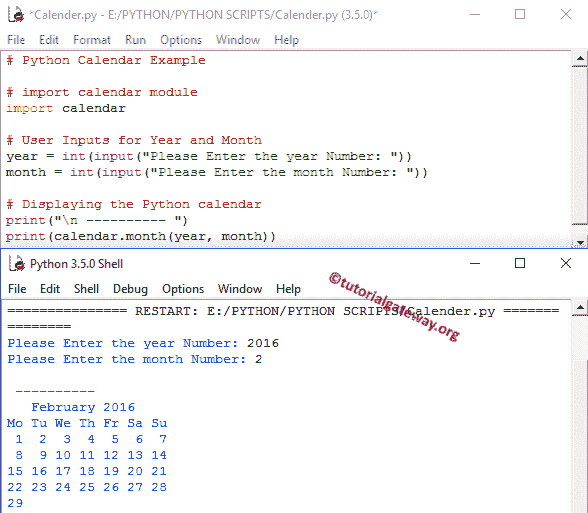 *Calender.py - E:/PYTHON/PYTHON SCRIPTS/Calender.py (3.5.0)*
File Edit Format Run Options Window Help
# Python Calendar Example
# import calendar module
import calendar
# User Inputs for Year and Month
year = int(input("Please Enter the year Number: "))
month = int(input("Please Enter the month Number: "))
# Displaying the Python calendar
print("\n ---------- ")
print(calendar.month(year, month))
Python 3.5.0 Shell
File Edit Shell Debug Options Window Help
©tutorialgateway.org
=============== RESTART: E:/PYTHON/PYTHON SCRIPTS/Calender.py =======
========
Please Enter the year Number: 2016
Please Enter the month Number: 2
----------
February 2016
Mo Tu We Th Fr Sa Su
1 2 3 4 5 6 7
8 9 10 11 12 13 14
15 16 17 18 19 20 21
22 23 24 25 26 27 28
29